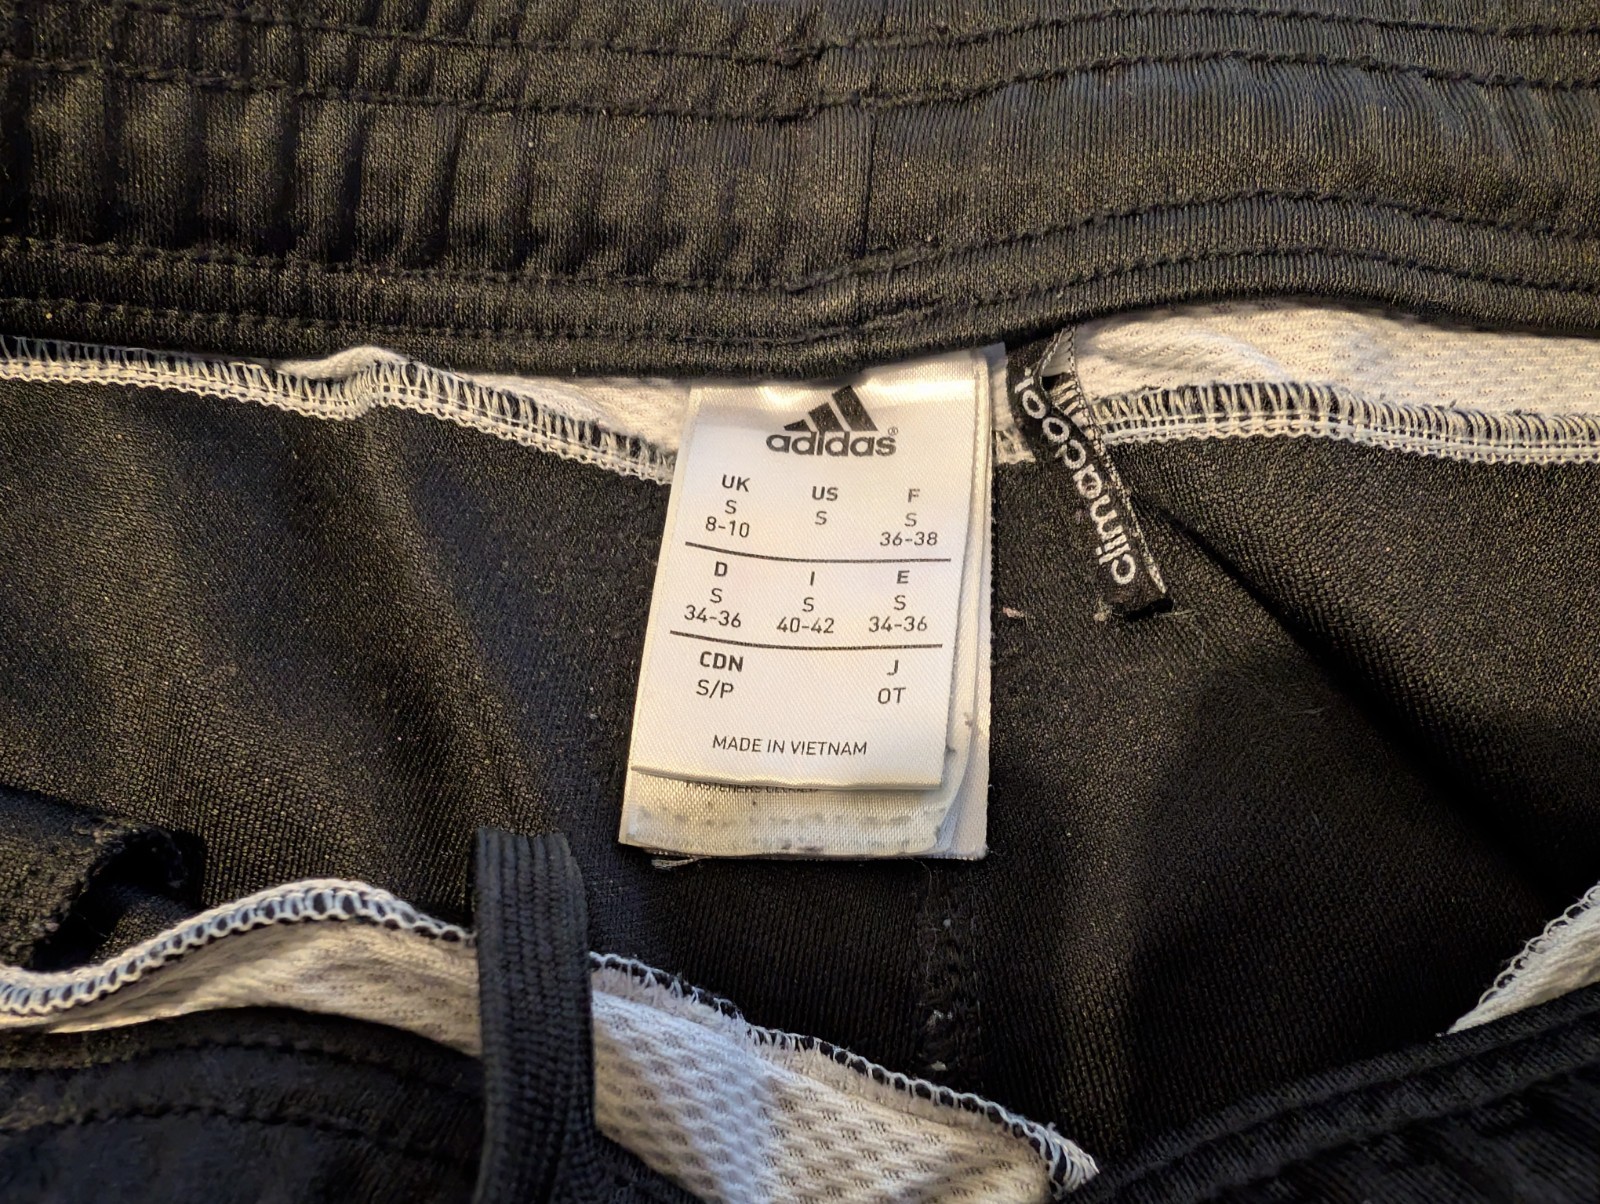 adidas®
UK US F
S S S
8-10 36-38
D I E
S S S
34-36 40-42 34-36
CDN J
S/P OT
MADE IN VIETNAM
climacool